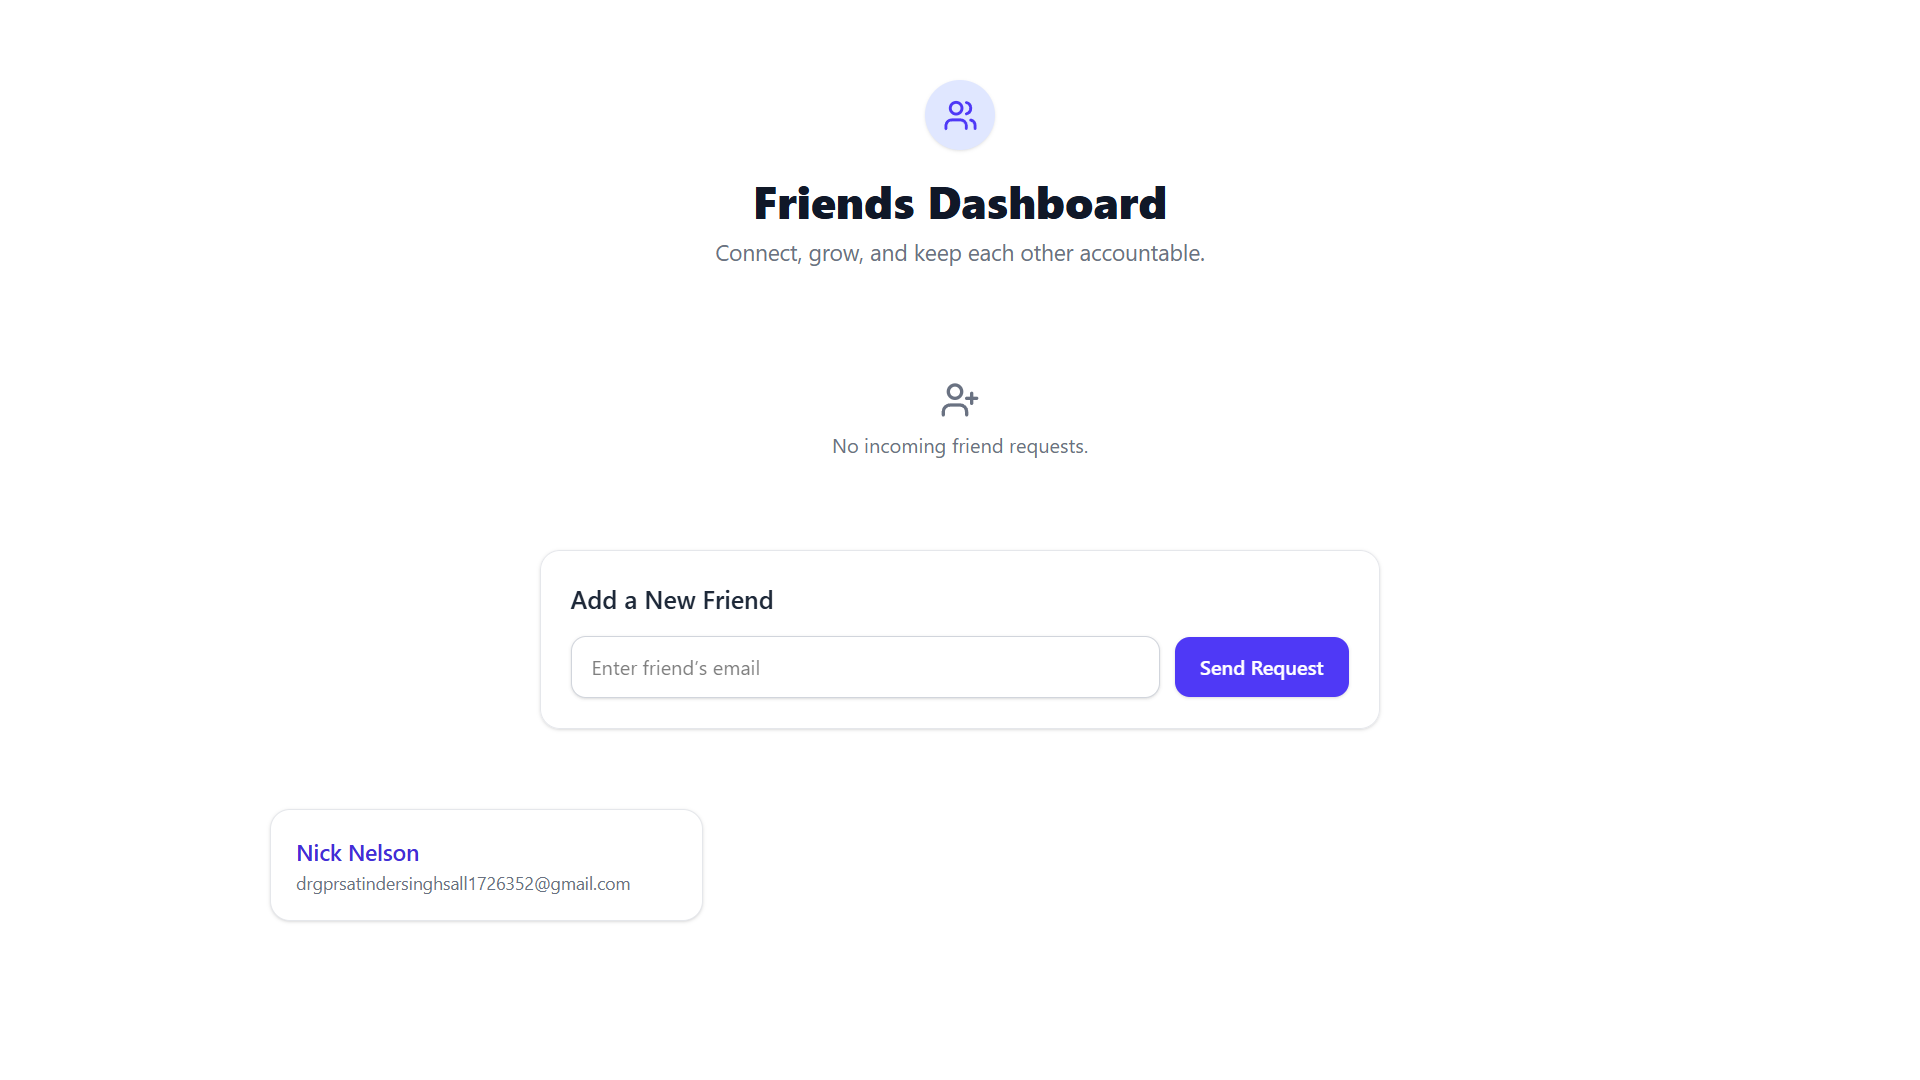 Friends Dashboard
Connect, grow, and keep each other accountable.
No incoming friend requests.
Add a New Friend
Enter friend’s email
Send Request
Nick Nelson
drgprsatindersinghsall1726352@gmail.com